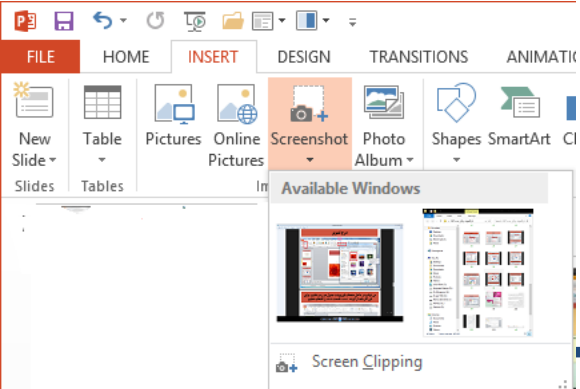 FILE HOME INSERT DESIGN TRANSITIONS
New Slide
Table
Pictures
Online Pictures
Screenshot
Photo Album
Shapes
SmartArt
Slides
Tables
Available Windows
Screen Clipping